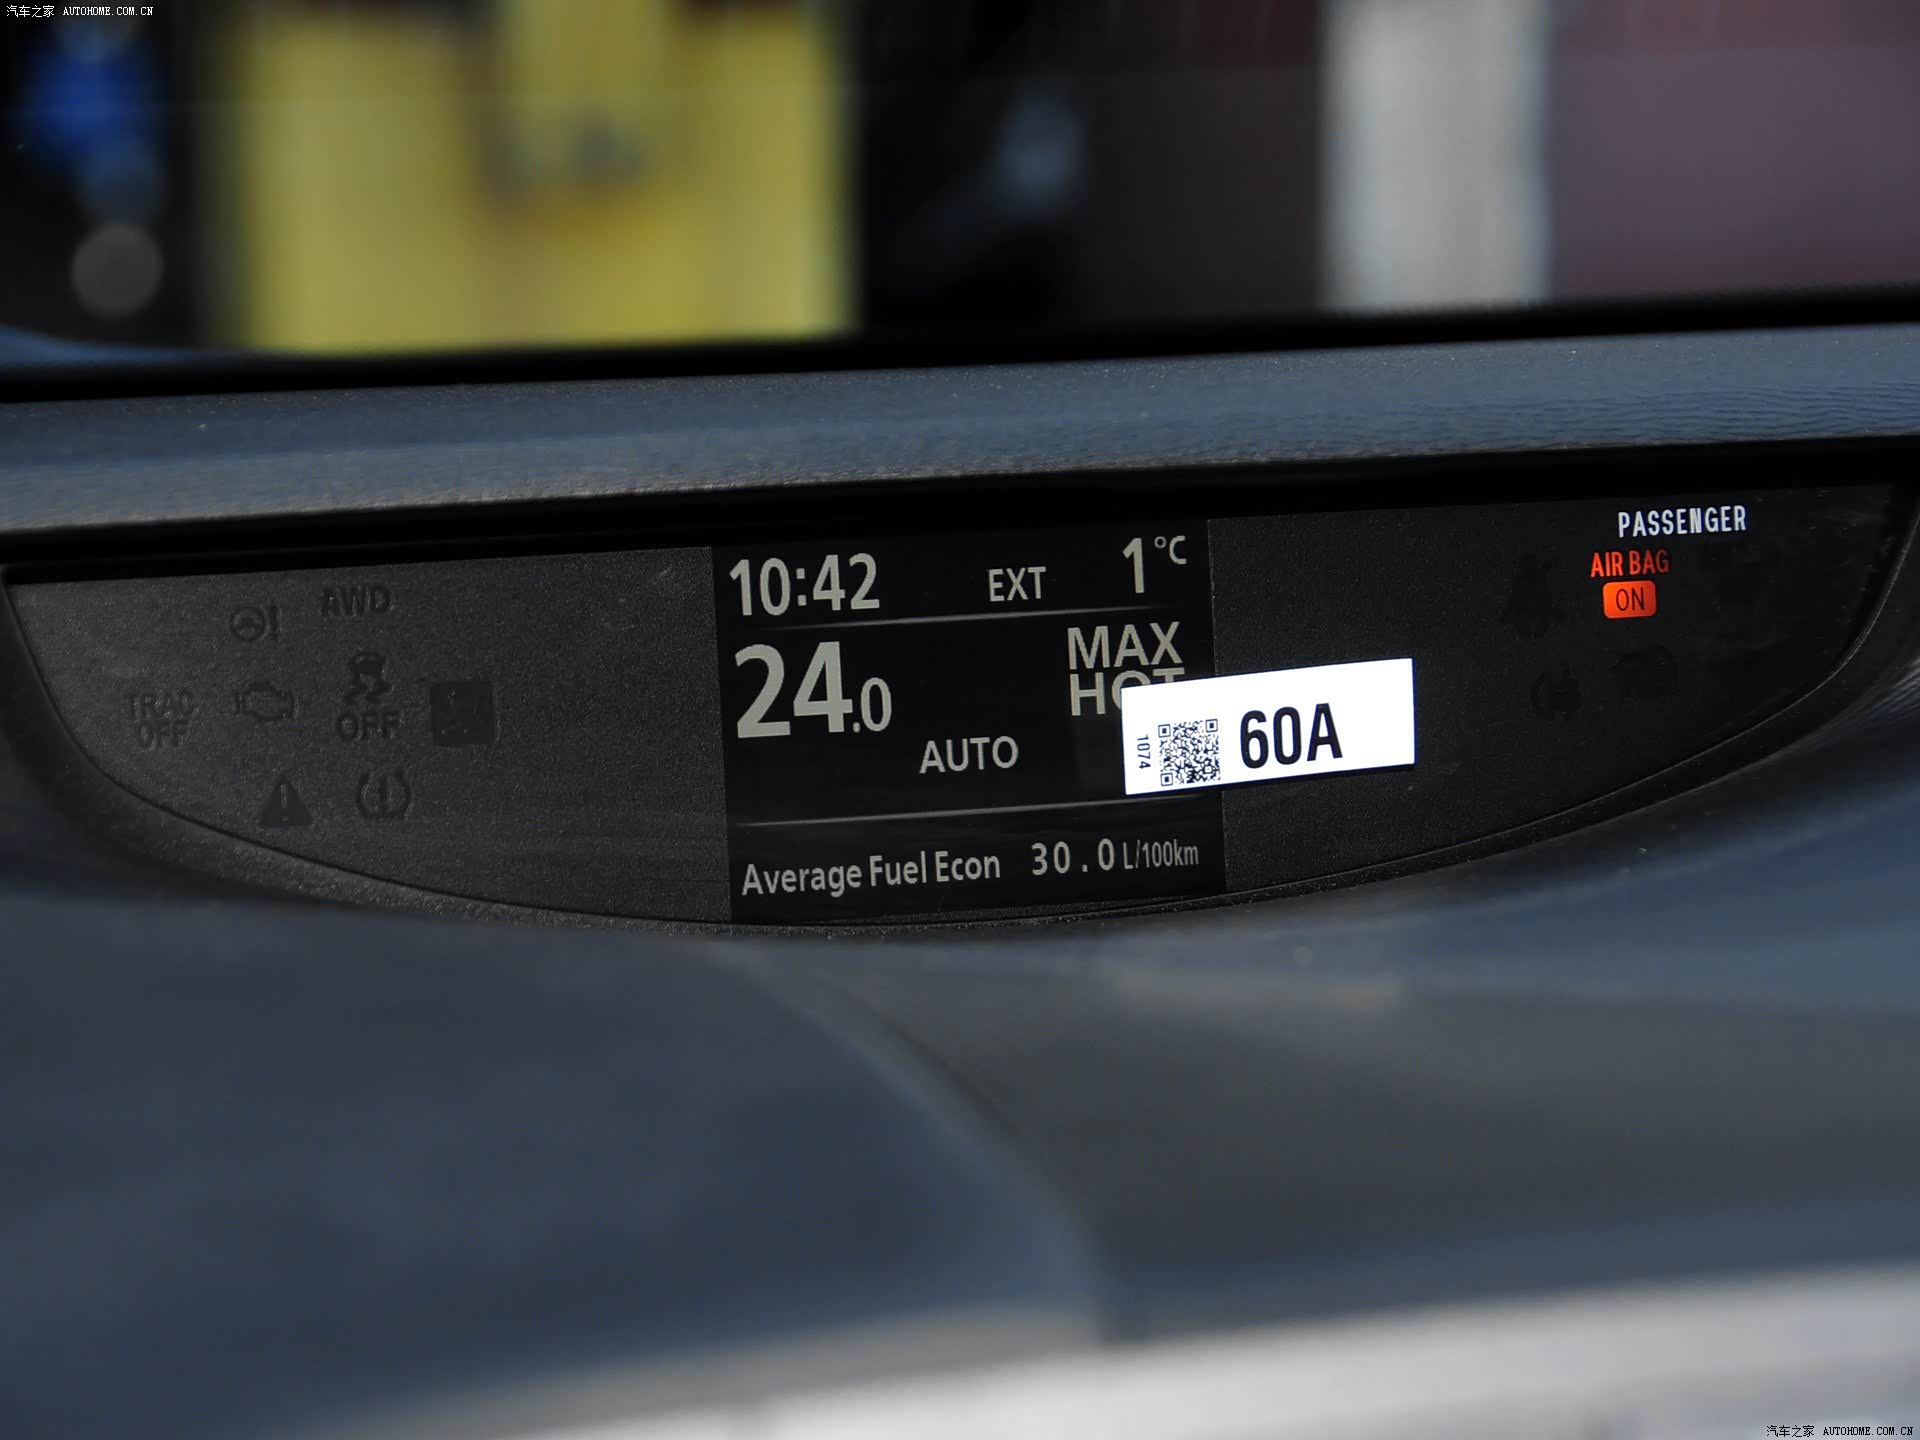 汽车之家 AUTOHOME.COM.CN
PASSENGER
AIR BAG
ON
10:42 EXT 1°C
24.0 MAX
HOT
AUTO
1074 60A
AWD
TRAC
OFF
OFF
Average Fuel Econ 30.0 L/100km
汽车之家 AUTOHOME.COM.CN